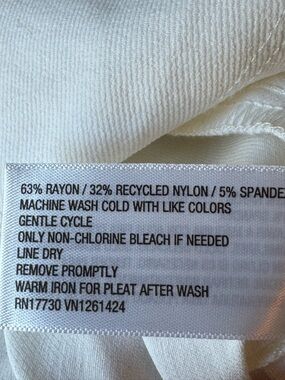 63% RAYON / 32% RECYCLED NYLON / 5% SPANDE
MACHINE WASH COLD WITH LIKE COLORS
GENTLE CYCLE
ONLY NON-CHLORINE BLEACH IF NEEDED
LINE DRY
REMOVE PROMPTLY
WARM IRON FOR PLEAT AFTER WASH
RN17730 VN1261424